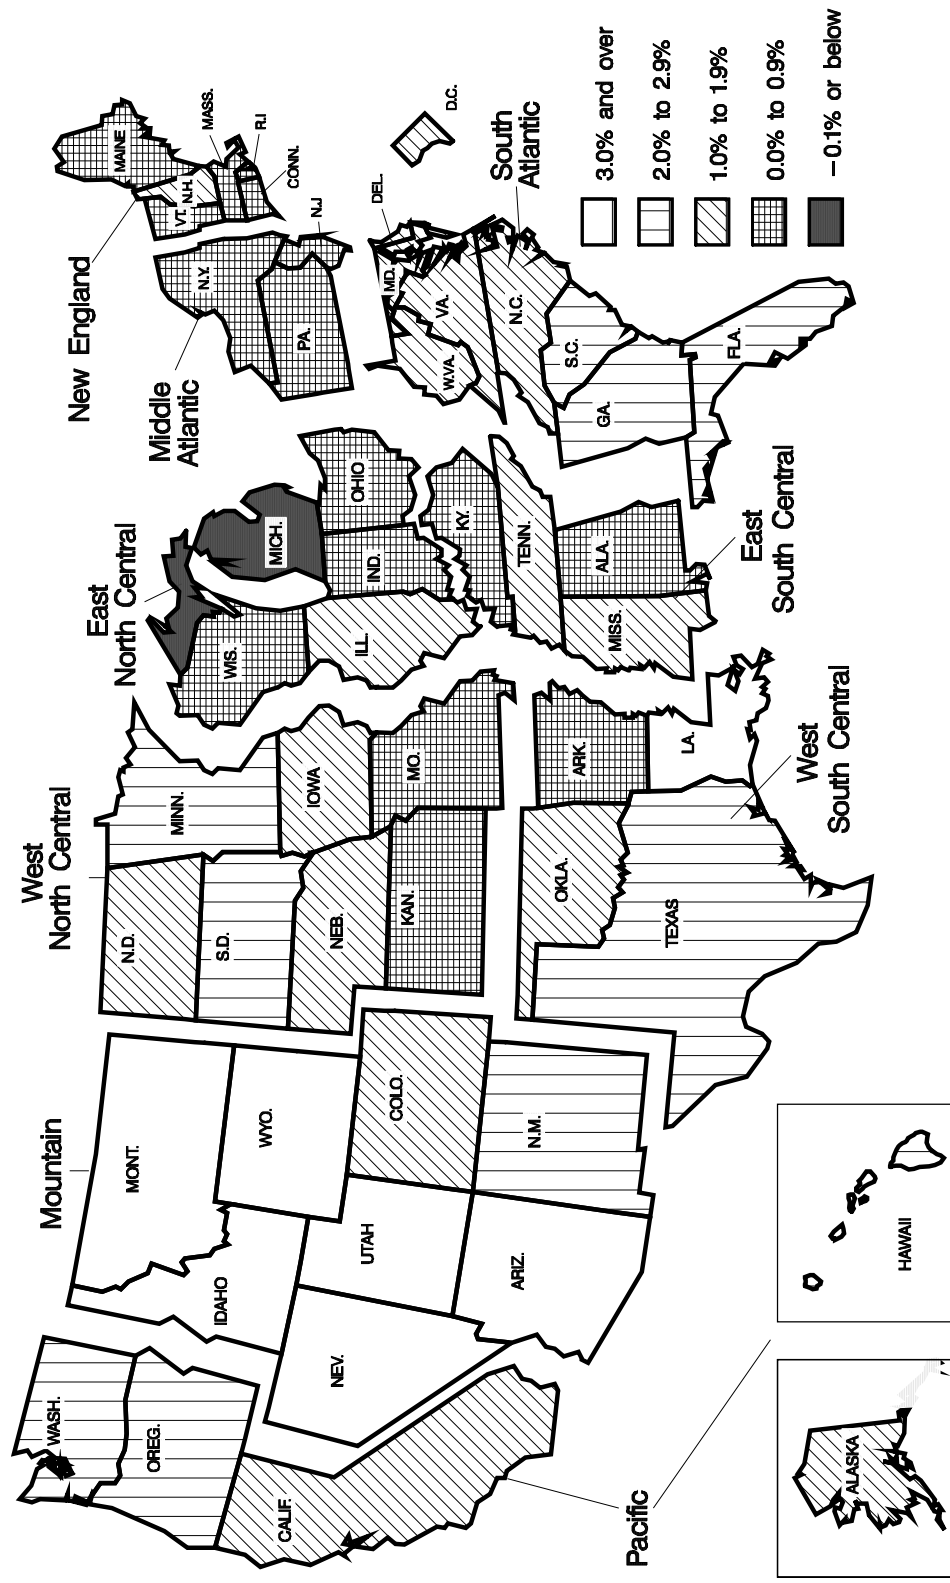 New England
Middle
Atlantic
East
North Central
West
North Central
Mountain
Pacific
South
Atlantic
East
South Central
West
South Central
WASH.
OREG.
CALIF.
NEV.
IDAHO
MONT.
WYO.
UTAH
ARIZ.
COLO.
N.M.
N.D.
S.D.
NEB.
KAN.
MINN.
IOWA
MO.
OKLA.
TEXAS
ARK.
LA.
WIS.
MICH.
ILL.
IND.
OHIO
KY.
TENN.
MISS.
ALA.
GA.
FLA.
S.C.
N.C.
VA.
W.VA.
MD.
DEL.
D.C.
PA.
N.Y.
N.J
VT.
N.H.
MAINE
MASS.
R.I
CONN.
ALASKA
HAWAII
3.0% and over
2.0% to 2.9%
1.0% to 1.9%
0.0% to 0.9%
−0.1% or below